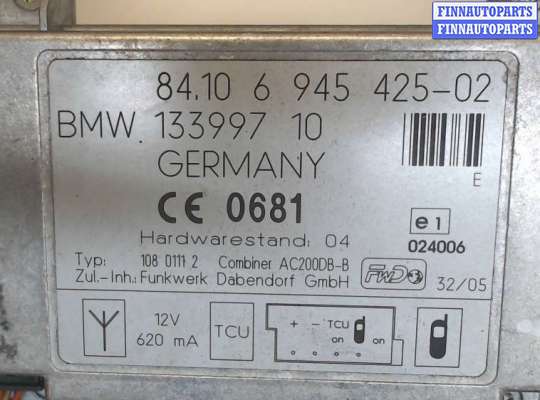 FINNAUTOPARTS
FINNAUTOPARTS
84.10 6 945 425-02
BMW 133997 10
GERMANY
E
CE 0681
e1
Hardwarestand: 04
024006
Typ: 108 0111 2 Combiner AC200DB-B
Zul.-Inh.: Funkwerk Dabendorf GmbH
FWD
32/05
12V
620 mA
TCU
+ - TCU
on on